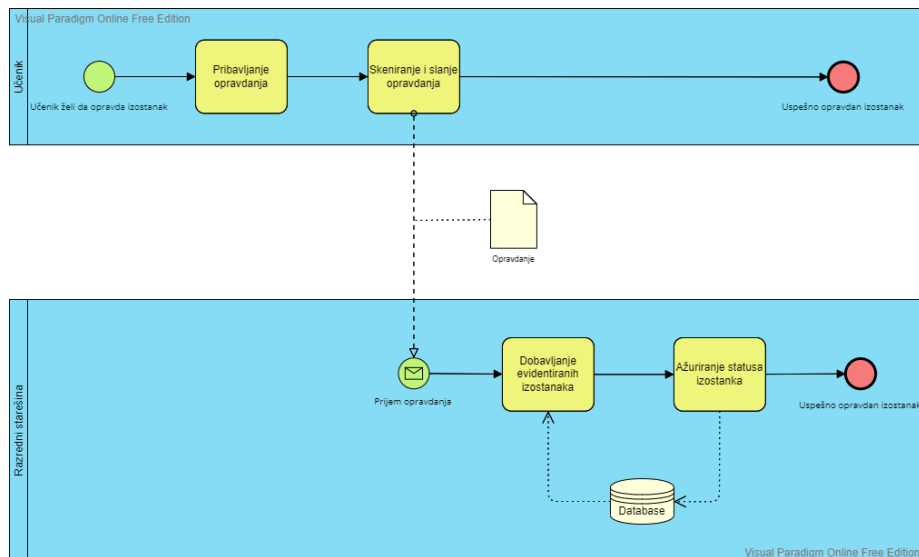 Visual Paradigm Online Free Edition
Učenik
Učenik želi da opravda izostanak
Pribavljanje
opravdanja
Skeniranje i slanje
opravdanja
Uspešno opravdan izostanak
Opravdanje
Razredni starešina
Prijem opravdanja
Dobavljanje
evidentiranih
izostanaka
Ažuriranje statusa
izostanka
Uspešno opravdan izostanak
Database
Visual Paradigm Online Free Edition